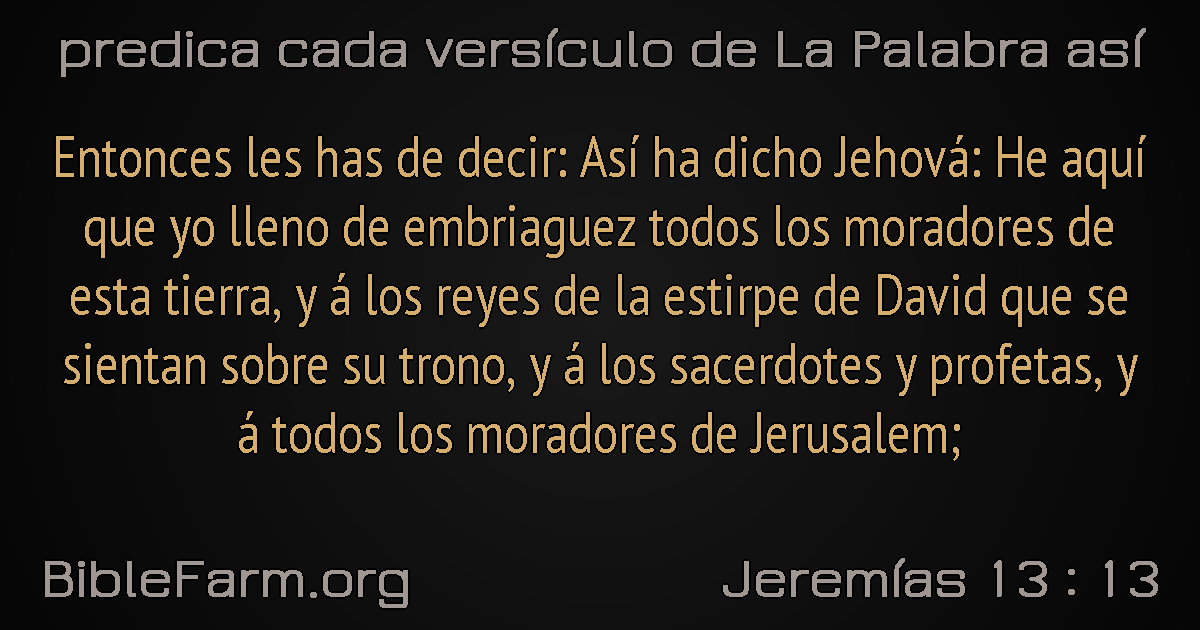 predica cada versículo de La Palabra así
Entonces les has de decir: Así ha dicho Jehová: He aquí
que yo lleno de embriaguez todos los moradores de
esta tierra, y á los reyes de la estirpe de David que se
sientan sobre su trono, y á los sacerdotes y profetas, y
á todos los moradores de Jerusalem;
BibleFarm.org
Jeremías 13 : 13